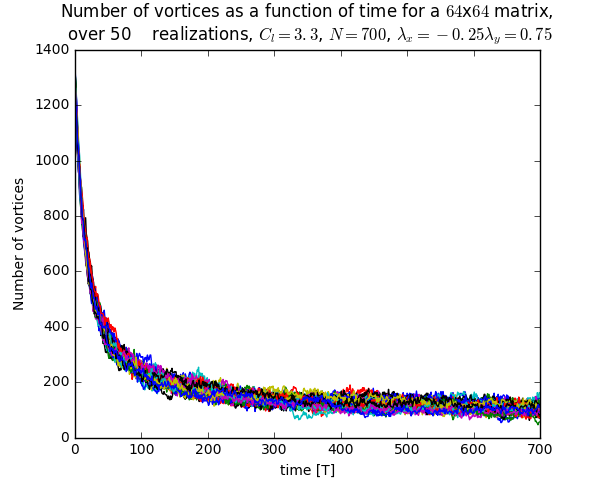 Number of vortices as a function of time for a 64x64 matrix,
over 50 realizations, C_l = 3.3, N = 700, λ_x = −0.25λ_y = 0.75
1400
1200
1000
800
600
400
200
0
Number of vortices
0 100 200 300 400 500 600 700
time [T]